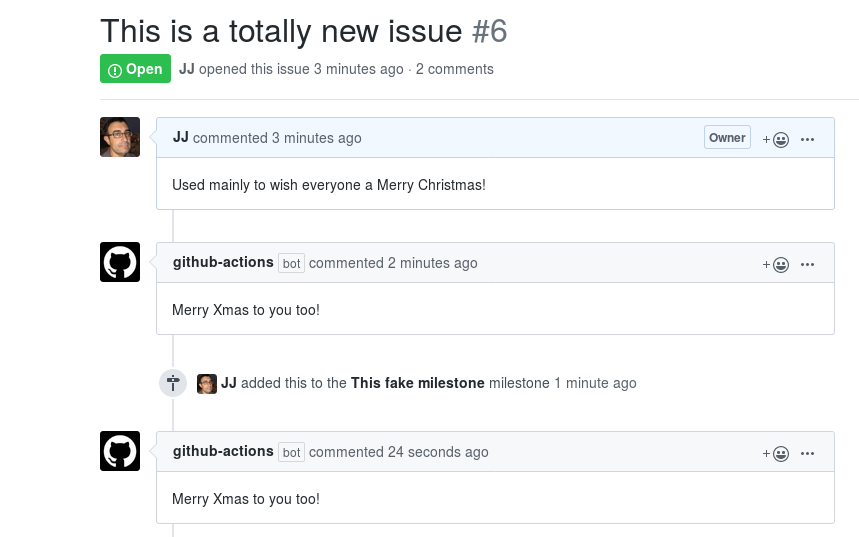 This is a totally new issue #6
Open JJ opened this issue 3 minutes ago · 2 comments
JJ commented 3 minutes ago Owner +
Used mainly to wish everyone a Merry Christmas!
github-actions bot commented 2 minutes ago +
Merry Xmas to you too!
JJ added this to the This fake milestone milestone 1 minute ago
github-actions bot commented 24 seconds ago +
Merry Xmas to you too!